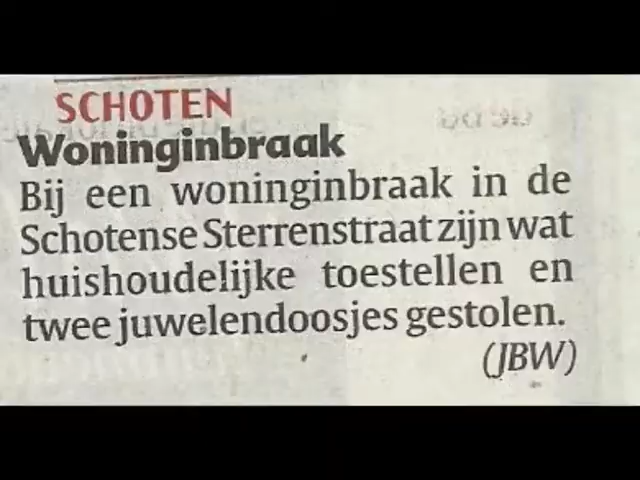 SCHOTEN
Woninginbraak
Bij een woninginbraak in de
Schotense Sterrenstraat zijn wat
huishoudelijke toestellen en
twee juwelendoosjes gestolen.
(JBW)